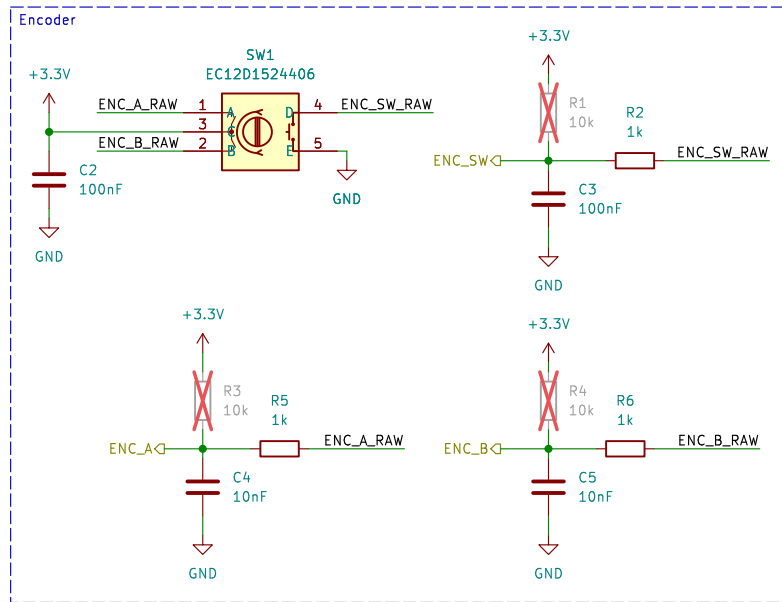 Encoder
+3.3V
SW1
EC12D1524406
+3.3V
ENC_A_RAW
1
A
D
4
ENC_SW_RAW
3
C
ENC_B_RAW
2
B
E
5
C2
100nF
GND
GND
R1
10k
R2
1k
ENC_SW
ENC_SW_RAW
C3
100nF
GND
+3.3V
+3.3V
R3
10k
R5
1k
ENC_A
ENC_A_RAW
C4
10nF
GND
R4
10k
R6
1k
ENC_B
ENC_B_RAW
C5
10nF
GND